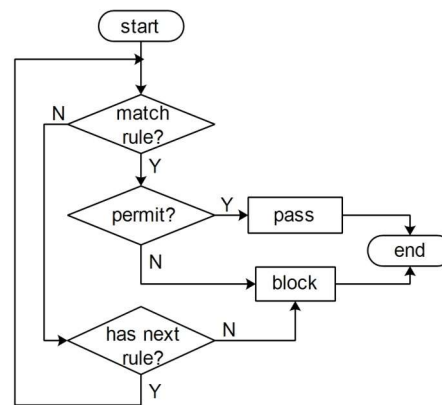 start
N
match
rule?
Y
permit?
Y
pass
end
N
block
has next
rule?
N
Y